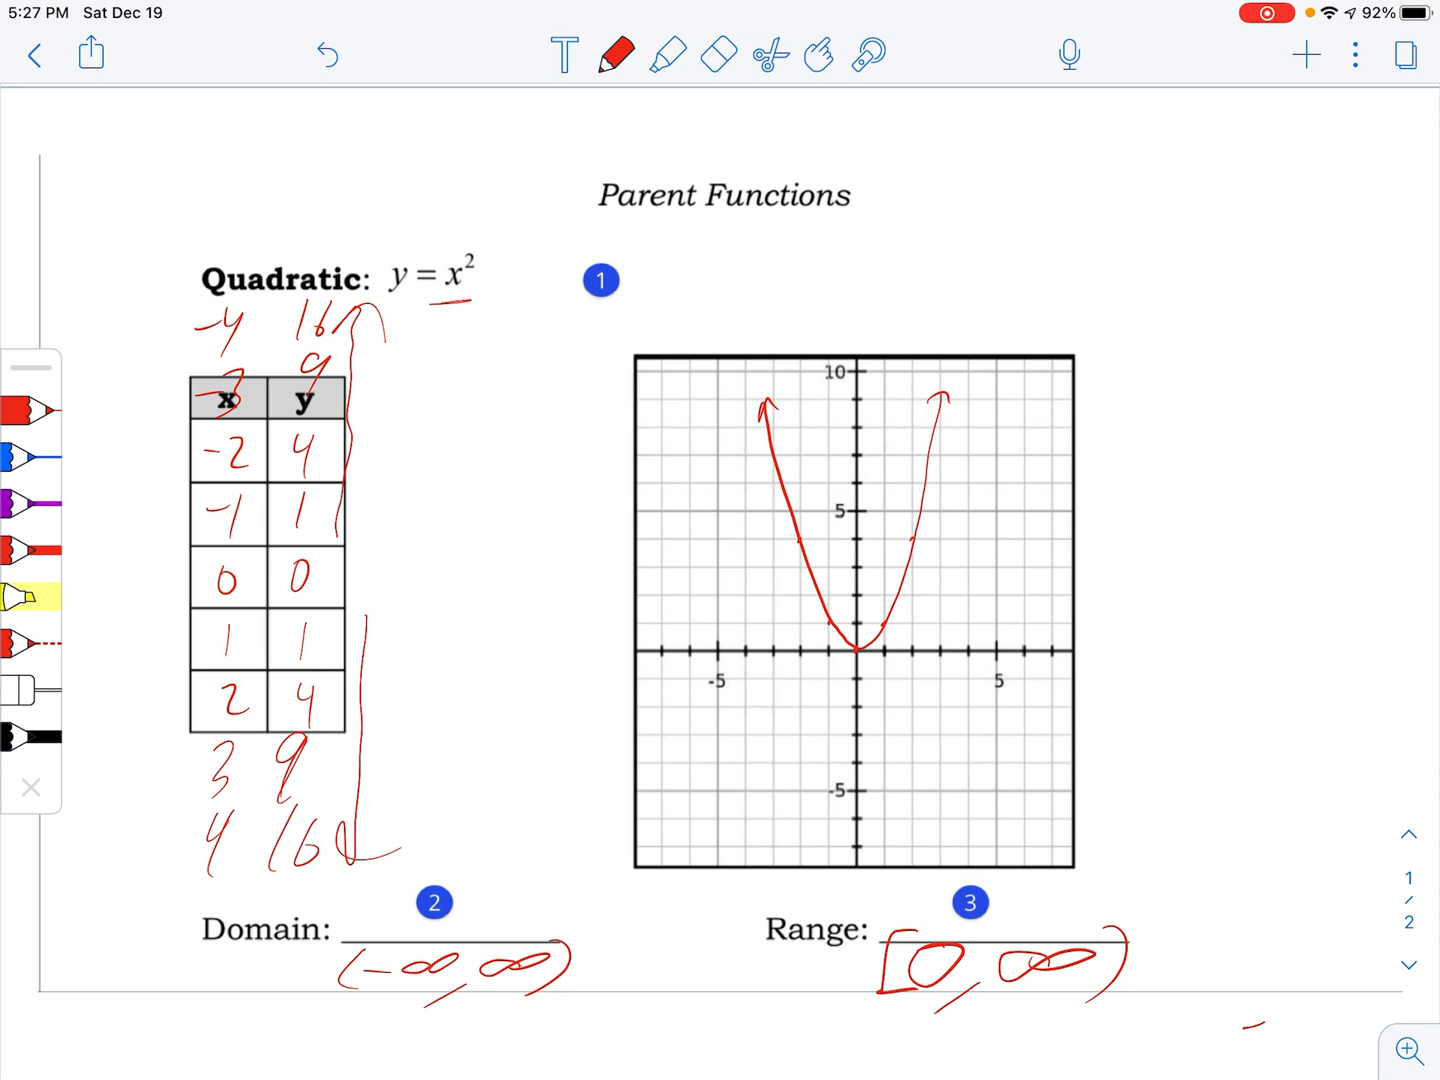 5:27 PM Sat Dec 19 92%
T
Parent Functions
Quadratic: y = x²
1
-4 16
-3 9
x y
-2 4
-1 1
0 0
1 1
2 4
3 9
4 16
10
5
-5 5
-5
1
/
2
2
3
Domain: (-∞, ∞)
Range: [0, ∞)